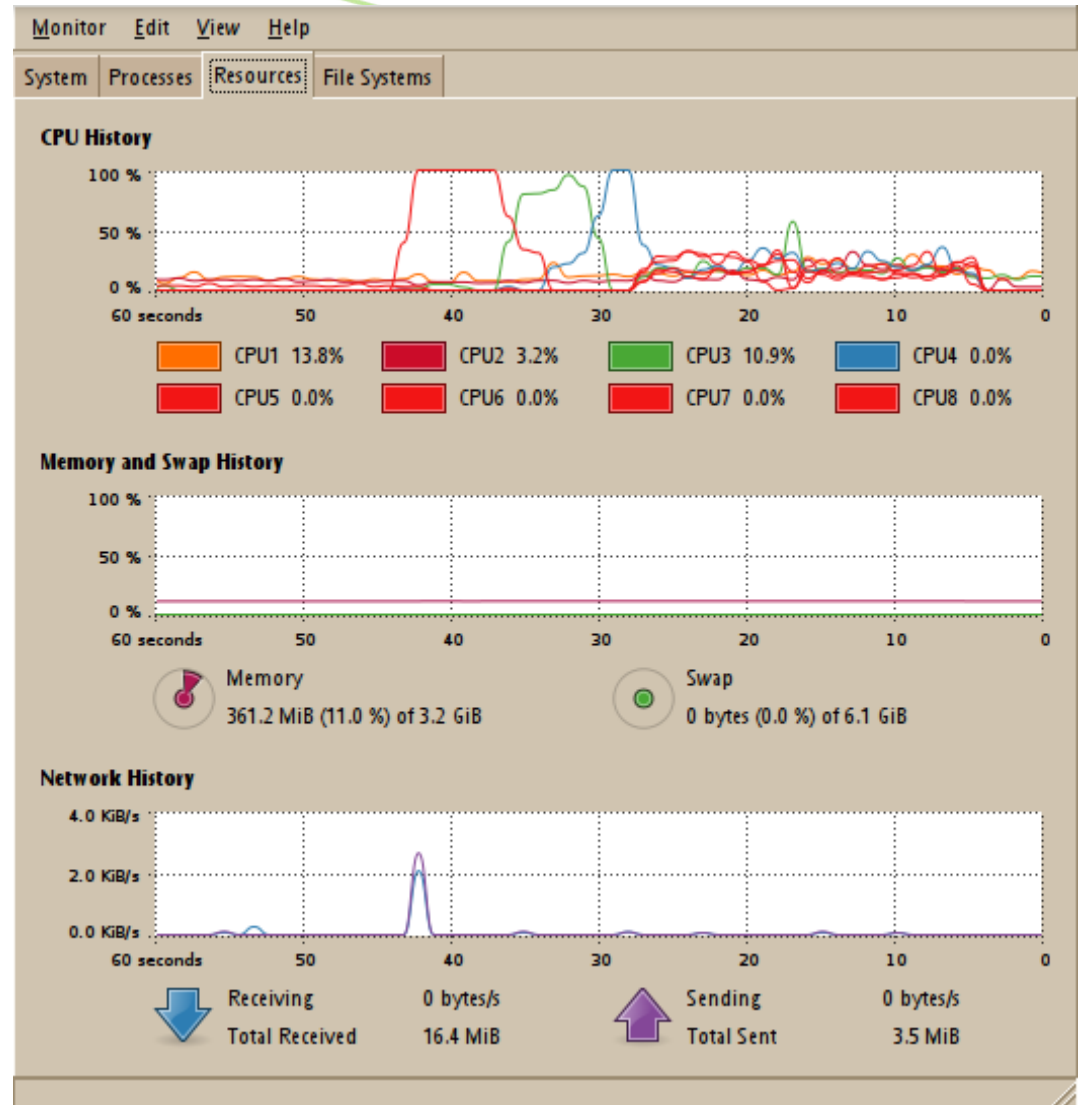 Monitor Edit View Help
System Processes Resources File Systems
CPU History
100 %
50 %
0 %
60 seconds 50 40 30 20 10 0
CPU1 13.8% CPU2 3.2% CPU3 10.9% CPU4 0.0%
CPU5 0.0% CPU6 0.0% CPU7 0.0% CPU8 0.0%
Memory and Swap History
100 %
50 %
0 %
60 seconds 50 40 30 20 10 0
Memory Swap
361.2 MiB (11.0 %) of 3.2 GiB 0 bytes (0.0 %) of 6.1 GiB
Network History
4.0 KiB/s
2.0 KiB/s
0.0 KiB/s
60 seconds 50 40 30 20 10 0
Receiving 0 bytes/s Sending 0 bytes/s
Total Received 16.4 MiB Total Sent 3.5 MiB